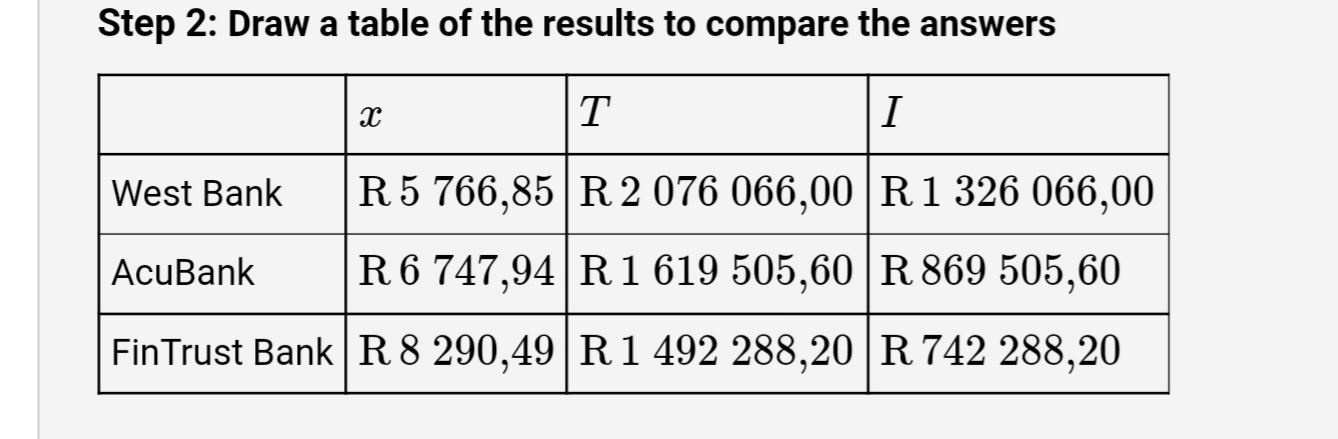 Step 2: Draw a table of the results to compare the answers
x T I
West Bank R 5 766,85 R 2 076 066,00 R 1 326 066,00
AcuBank R 6 747,94 R 1 619 505,60 R 869 505,60
FinTrust Bank R 8 290,49 R 1 492 288,20 R 742 288,20